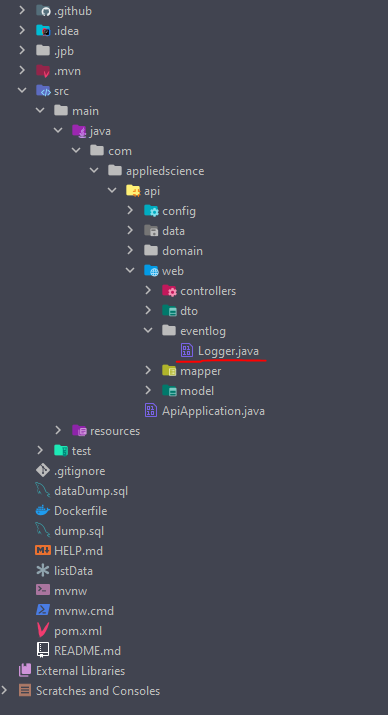 .github
.idea
.jpb
.mvn
src
main
java
com
appliedscience
api
config
data
domain
web
controllers
dto
eventlog
Logger.java
mapper
model
ApiApplication.java
resources
test
.gitignore
dataDump.sql
Dockerfile
dump.sql
HELP.md
listData
mvnw
mvnw.cmd
pom.xml
README.md
External Libraries
Scratches and Consoles